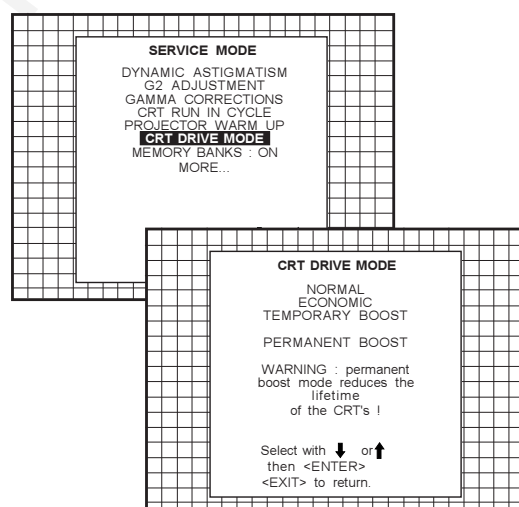 SERVICE MODE
DYNAMIC ASTIGMATISM
G2 ADJUSTMENT
GAMMA CORRECTIONS
CRT RUN IN CYCLE
PROJECTOR WARM UP
CRT DRIVE MODE
MEMORY BANKS : ON
MORE...
CRT DRIVE MODE
NORMAL
ECONOMIC
TEMPORARY BOOST
PERMANENT BOOST
WARNING : permanent
boost mode reduces the
lifetime
of the CRT's !
Select with ⬇ or ⬆
then <ENTER>
<EXIT> to return.